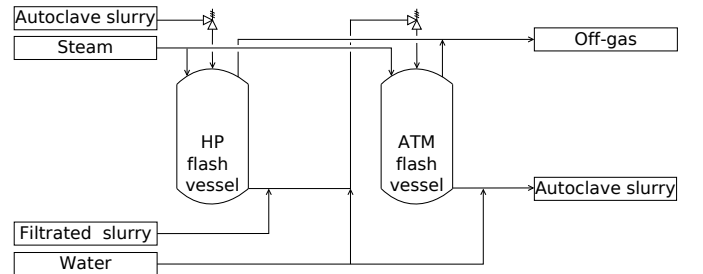 Autoclave slurry
Steam
Off-gas
HP
flash
vessel
ATM
flash
vessel
Autoclave slurry
Filtrated slurry
Water